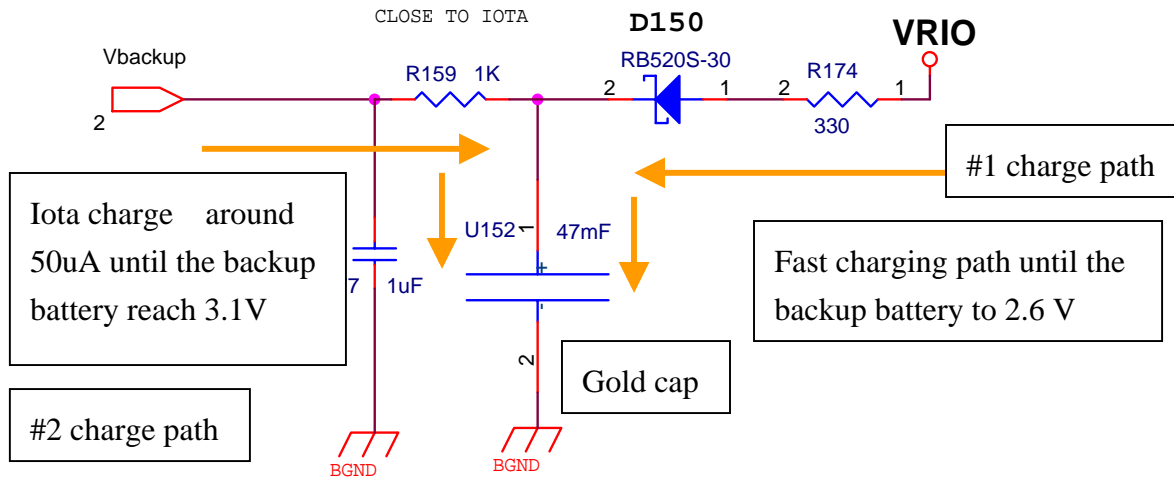 CLOSE TO IOTA
D150
VRIO
Vbackup
RB520S-30
R159 1K
R174
2
2
1
2
1
330
#1 charge path
Iota charge around
50uA until the backup
battery reach 3.1V
U152
1
47mF
+
-
7
1uF
Fast charging path until the
backup battery to 2.6 V
2
Gold cap
#2 charge path
BGND
BGND